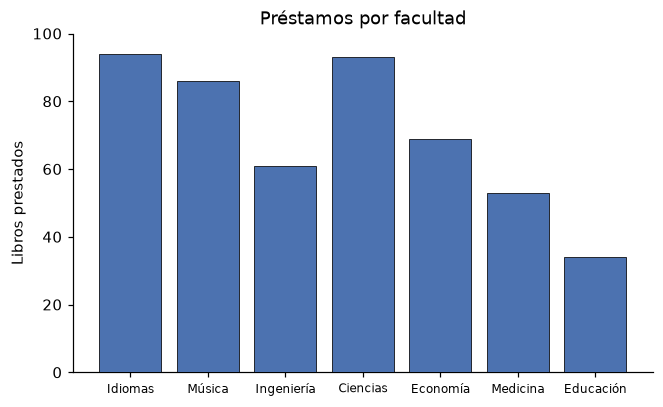 Préstamos por facultad
Libros prestados
100
80
60
40
20
0
Idiomas Música Ingeniería Ciencias Economía Medicina Educación